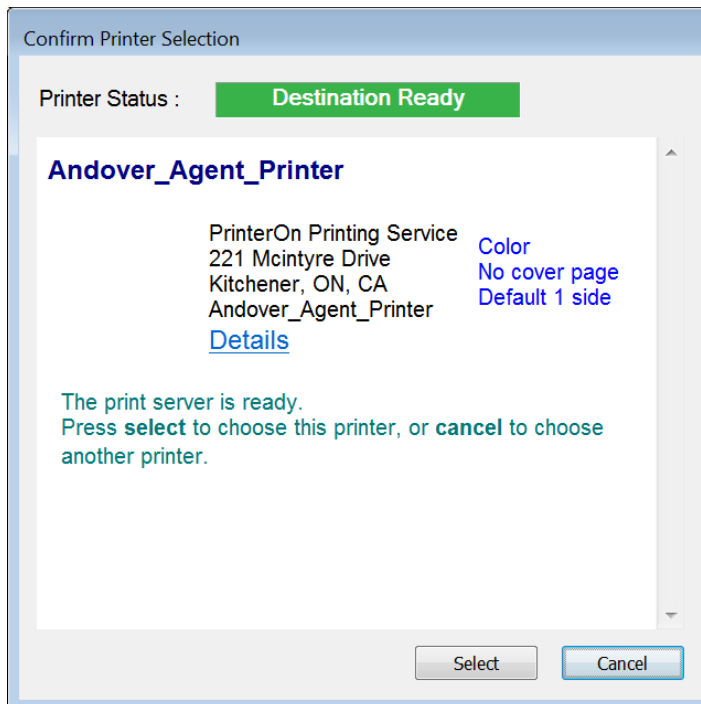 Confirm Printer Selection
Printer Status :
Destination Ready
Andover_Agent_Printer
PrinterOn Printing Service
221 Mcintyre Drive
Kitchener, ON, CA
Andover_Agent_Printer
Details
Color
No cover page
Default 1 side
The print server is ready.
Press select to choose this printer, or cancel to choose
another printer.
Select
Cancel